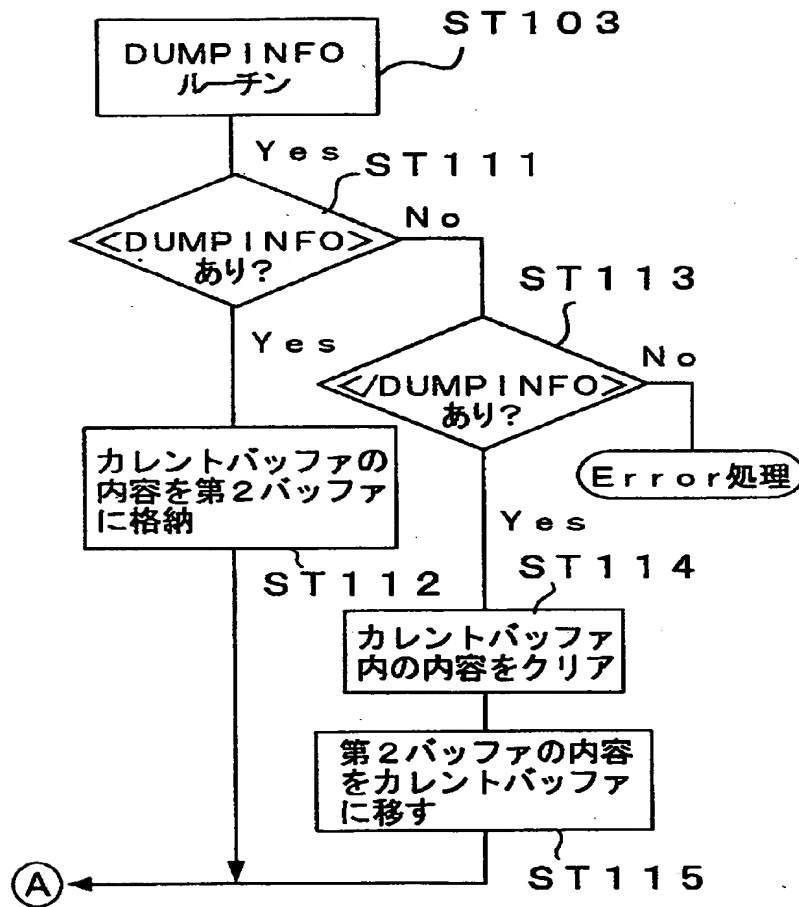 ST103
DUMPINFO
ルーチン
Yes
ST111
<DUMPINFO>
あり?
No
ST113
Yes
</DUMPINFO>
あり?
No
カレントバッファの
内容を第2バッファ
に格納
Error処理
Yes
ST112
ST114
カレントバッファ
内の内容をクリア
第2バッファの内容
をカレントバッファ
に移す
A
ST115